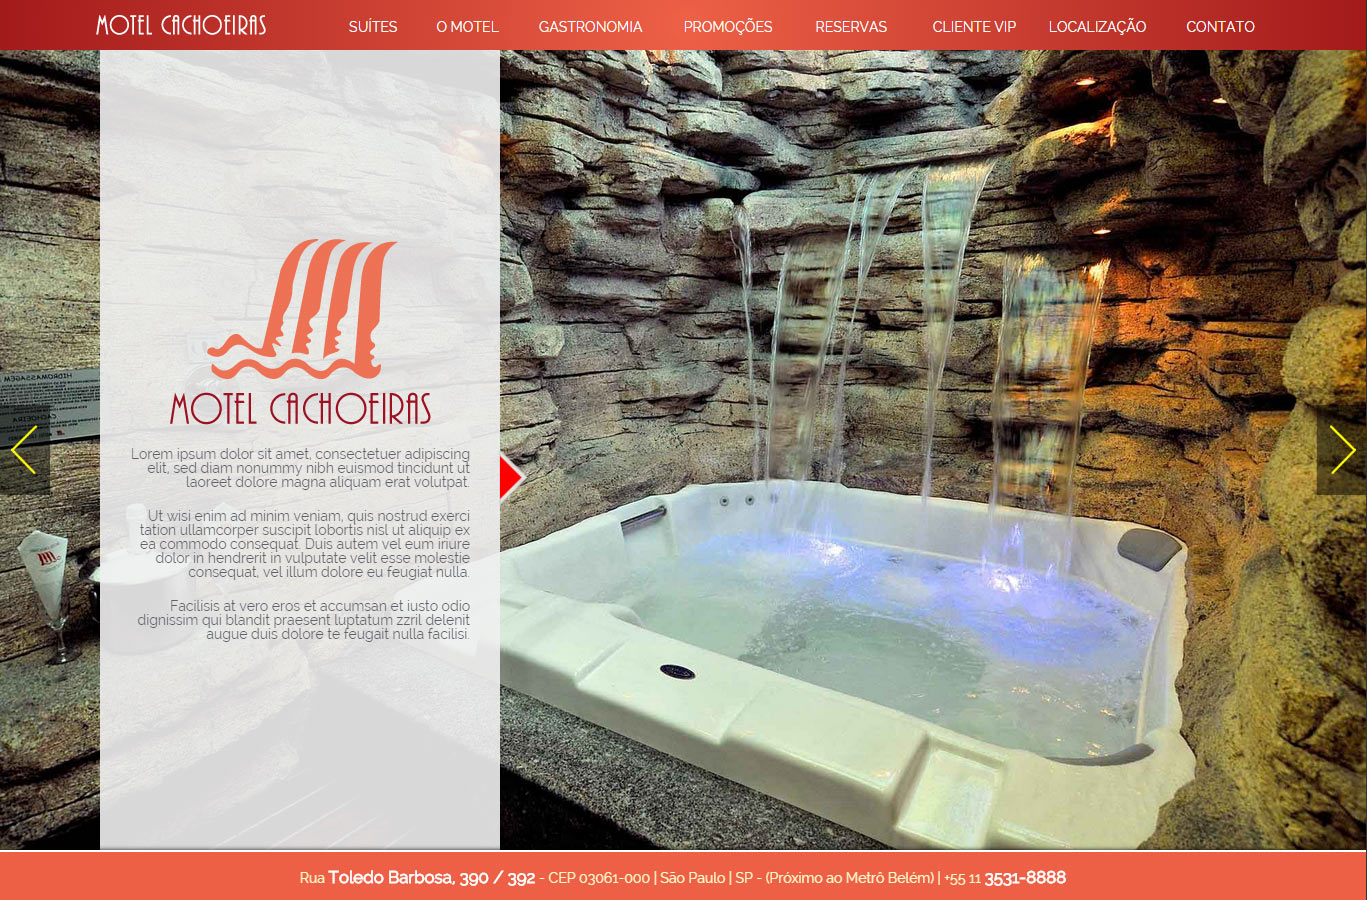 MOTEL CACHOEIRAS
SUÍTES O MOTEL GASTRONOMIA PROMOÇÕES RESERVAS CLIENTE VIP LOCALIZAÇÃO CONTATO
HIDROMASSAGEM
MOTEL CACHOEIRAS
Lorem ipsum dolor sit amet, consectetuer adipiscing
elit, sed diam nonummy nibh euismod tincidunt ut
laoreet dolore magna aliquam erat volutpat.
Ut wisi enim ad minim veniam, quis nostrud exerci
tation ullamcorper suscipit lobortis nisl ut aliquip ex
ea commodo consequat. Duis autem vel eum iriure
dolor in hendrerit in vulputate velit esse molestie
consequat, vel illum dolore eu feugiat nulla.
Facilisis at vero eros et accumsan et iusto odio
dignissim qui blandit praesent luptatum zzril delenit
augue duis dolore te feugait nulla facilisi.
Rua Toledo Barbosa, 390 / 392 - CEP 03061-000 | São Paulo | SP - (Próximo ao Metrô Belém) | +55 11 3531-8888